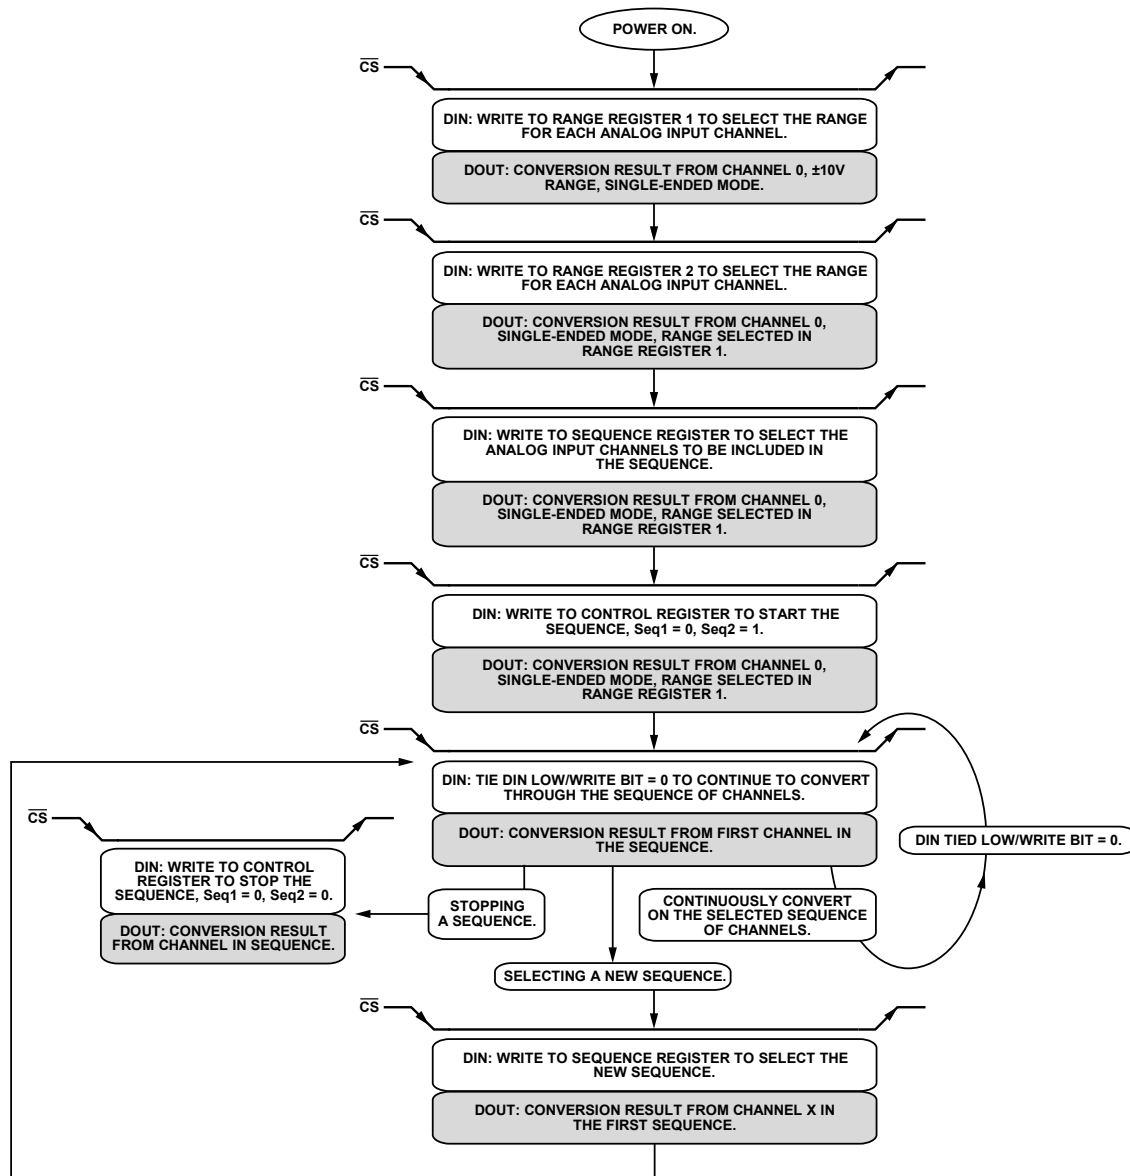 POWER ON.
CS
DIN: WRITE TO RANGE REGISTER 1 TO SELECT THE RANGE
FOR EACH ANALOG INPUT CHANNEL.
DOUT: CONVERSION RESULT FROM CHANNEL 0, ±10V
RANGE, SINGLE-ENDED MODE.
CS
DIN: WRITE TO RANGE REGISTER 2 TO SELECT THE RANGE
FOR EACH ANALOG INPUT CHANNEL.
DOUT: CONVERSION RESULT FROM CHANNEL 0,
SINGLE-ENDED MODE, RANGE SELECTED IN
RANGE REGISTER 1.
CS
DIN: WRITE TO SEQUENCE REGISTER TO SELECT THE
ANALOG INPUT CHANNELS TO BE INCLUDED IN
THE SEQUENCE.
DOUT: CONVERSION RESULT FROM CHANNEL 0,
SINGLE-ENDED MODE, RANGE SELECTED IN
RANGE REGISTER 1.
CS
DIN: WRITE TO CONTROL REGISTER TO START THE
SEQUENCE, Seq1 = 0, Seq2 = 1.
DOUT: CONVERSION RESULT FROM CHANNEL 0,
SINGLE-ENDED MODE, RANGE SELECTED IN
RANGE REGISTER 1.
CS
DIN: TIE DIN LOW/WRITE BIT = 0 TO CONTINUE TO CONVERT
THROUGH THE SEQUENCE OF CHANNELS.
DOUT: CONVERSION RESULT FROM FIRST CHANNEL IN
THE SEQUENCE.
DIN TIED LOW/WRITE BIT = 0.
CS
DIN: WRITE TO CONTROL
REGISTER TO STOP THE
SEQUENCE, Seq1 = 0, Seq2 = 0.
DOUT: CONVERSION RESULT
FROM CHANNEL IN SEQUENCE.
STOPPING
A SEQUENCE.
CONTINUOUSLY CONVERT
ON THE SELECTED SEQUENCE
OF CHANNELS.
SELECTING A NEW SEQUENCE.
CS
DIN: WRITE TO SEQUENCE REGISTER TO SELECT THE
NEW SEQUENCE.
DOUT: CONVERSION RESULT FROM CHANNEL X IN
THE FIRST SEQUENCE.